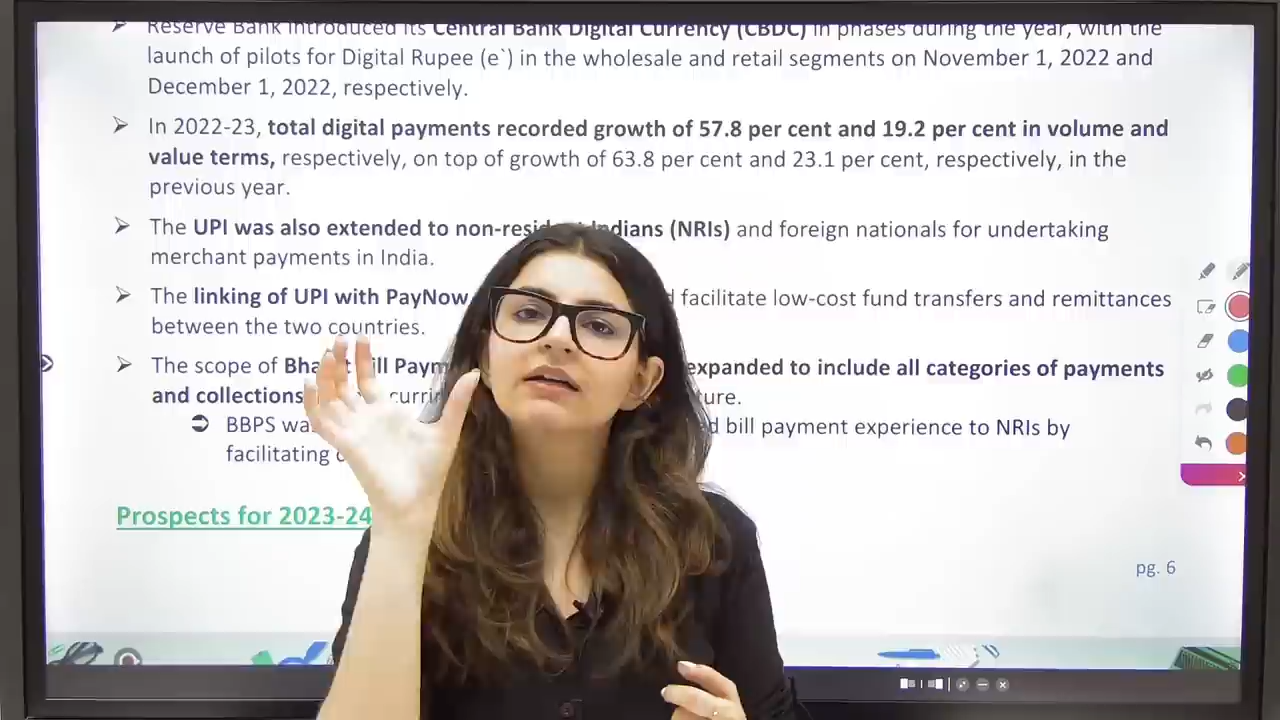 Reserve Bank introduced its Central Bank Digital Currency (CBDC) in phases during the year, with the
launch of pilots for Digital Rupee (e`) in the wholesale and retail segments on November 1, 2022 and
December 1, 2022, respectively.
In 2022-23, total digital payments recorded growth of 57.8 per cent and 19.2 per cent in volume and
value terms, respectively, on top of growth of 63.8 per cent and 23.1 per cent, respectively, in the
previous year.
The UPI was also extended to non-resident Indians (NRIs) and foreign nationals for undertaking
merchant payments in India.
The linking of UPI with PayNow facilitate low-cost fund transfers and remittances
between the two countries.
The scope of Bill expanded to include all categories of payments
and collections
BBPS bill payment experience to NRIs by
facilitating
Prospects for 2023-24
pg. 6